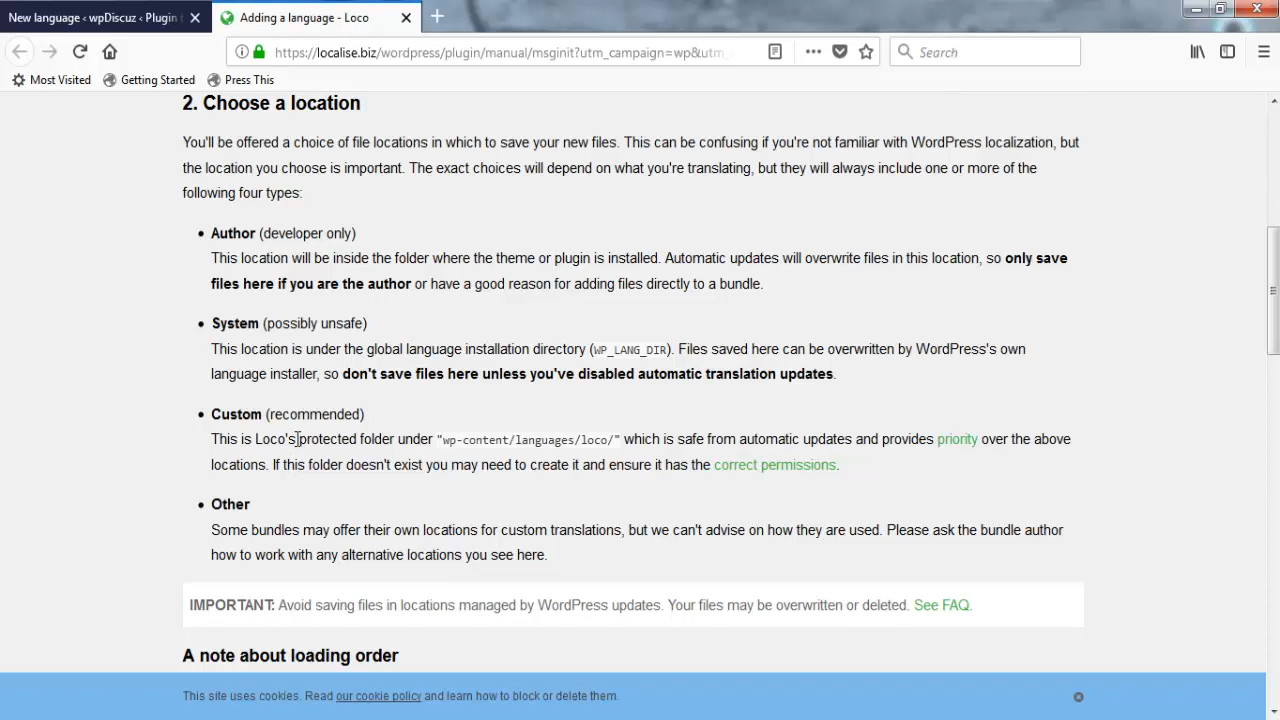 New language ‹ wpDiscuz ‹ Plugin
Adding a language - Loco
https://localise.biz/wordpress/plugin/manual/msginit?utm_campaign=wp&utm_
Search
Most Visited
Getting Started
Press This
2. Choose a location
You'll be offered a choice of file locations in which to save your new files. This can be confusing if you're not familiar with WordPress localization, but
the location you choose is important. The exact choices will depend on what you're translating, but they will always include one or more of the
following four types:
Author (developer only)
This location will be inside the folder where the theme or plugin is installed. Automatic updates will overwrite files in this location, so only save
files here if you are the author or have a good reason for adding files directly to a bundle.
System (possibly unsafe)
This location is under the global language installation directory (WP_LANG_DIR). Files saved here can be overwritten by WordPress's own
language installer, so don't save files here unless you've disabled automatic translation updates.
Custom (recommended)
This is Loco's protected folder under "wp-content/languages/loco/" which is safe from automatic updates and provides priority over the above
locations. If this folder doesn't exist you may need to create it and ensure it has the correct permissions.
Other
Some bundles may offer their own locations for custom translations, but we can't advise on how they are used. Please ask the bundle author
how to work with any alternative locations you see here.
IMPORTANT: Avoid saving files in locations managed by WordPress updates. Your files may be overwritten or deleted. See FAQ.
A note about loading order
This site uses cookies. Read our cookie policy and learn how to block or delete them.